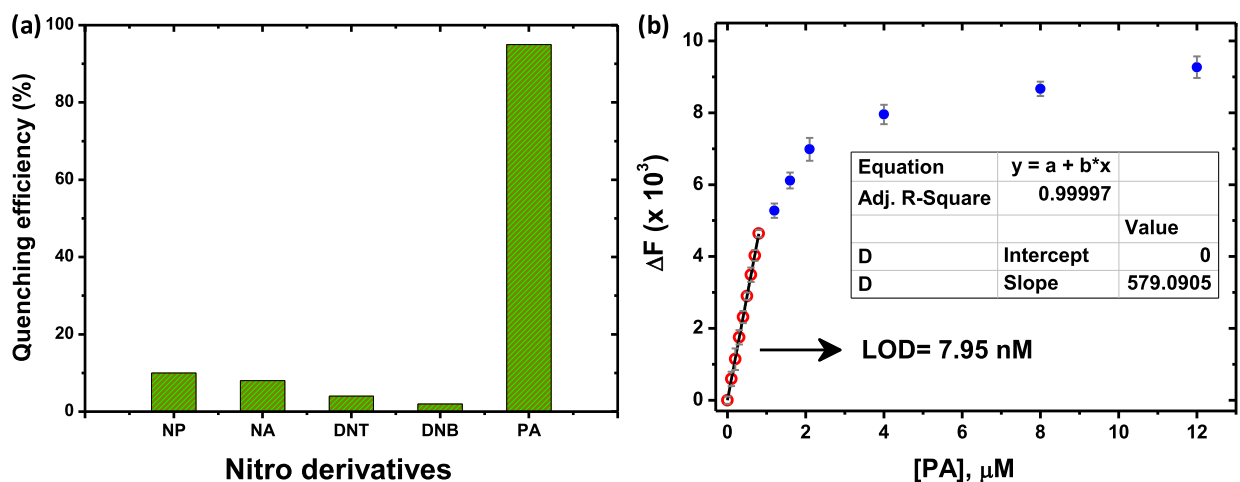 (a)
100
80
60
40
20
0
Quenching efficiency (%)
NP NA DNT DNB PA
Nitro derivatives
(b)
10
8
6
4
2
0
ΔF (x 10³)
Equation y = a + b*x
Adj. R-Square 0.99997
Value
D Intercept 0
D Slope 579.0905
LOD= 7.95 nM
0 2 4 6 8 10 12
[PA], μM